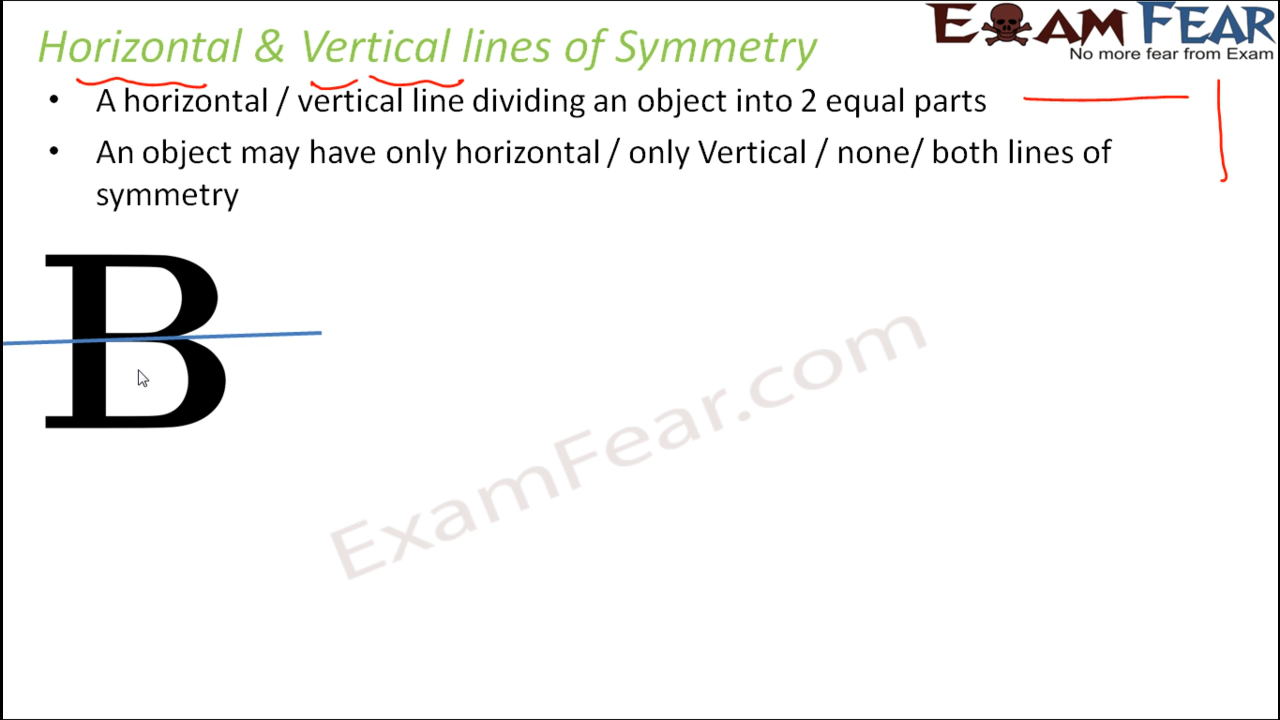 Horizontal & Vertical lines of Symmetry
EXAM FEAR
No more fear from Exam
• A horizontal / vertical line dividing an object into 2 equal parts
• An object may have only horizontal / only Vertical / none/ both lines of
symmetry
B
ExamFear.com